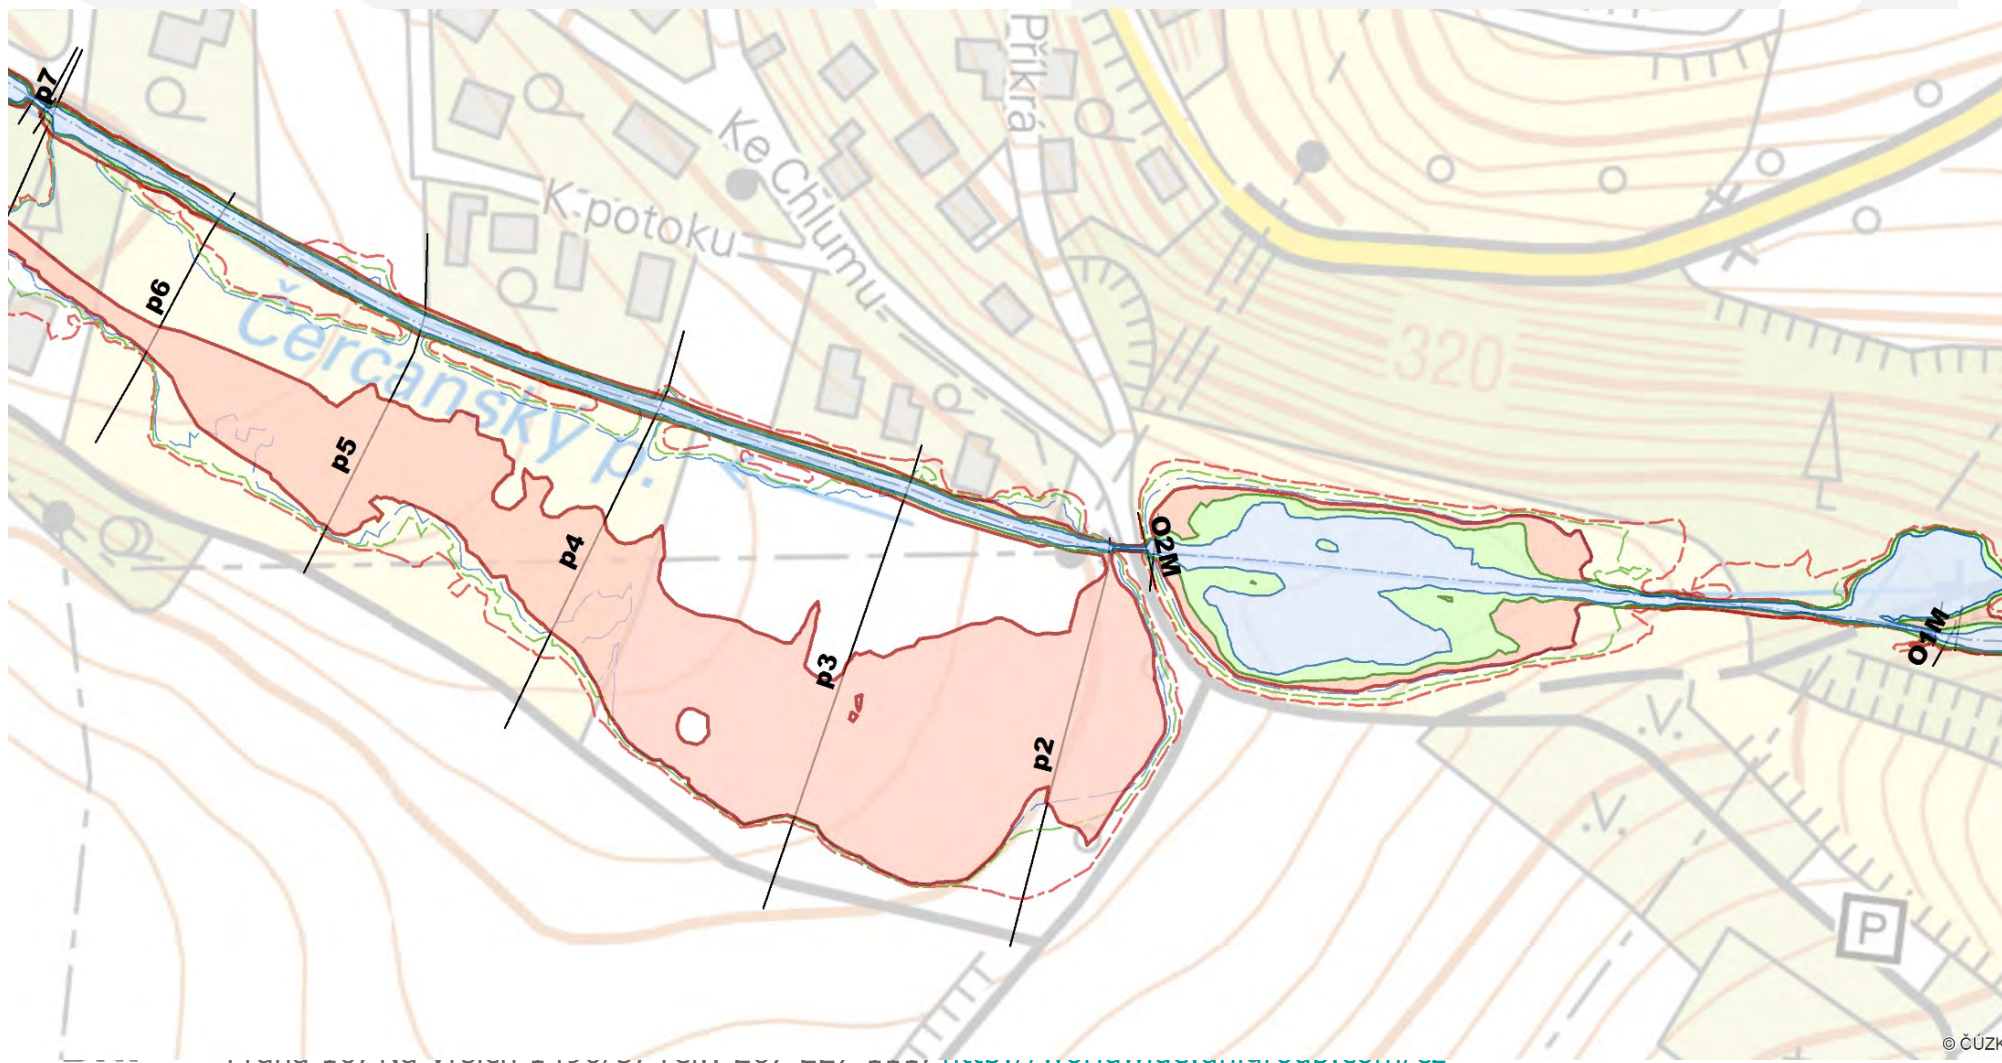 p7
Příkrá
Ke Chlumu
K potoku
p6
Čerčanský p.
320
p5
p4
O2M
O1M
p3
p2
P
© ČÚZK